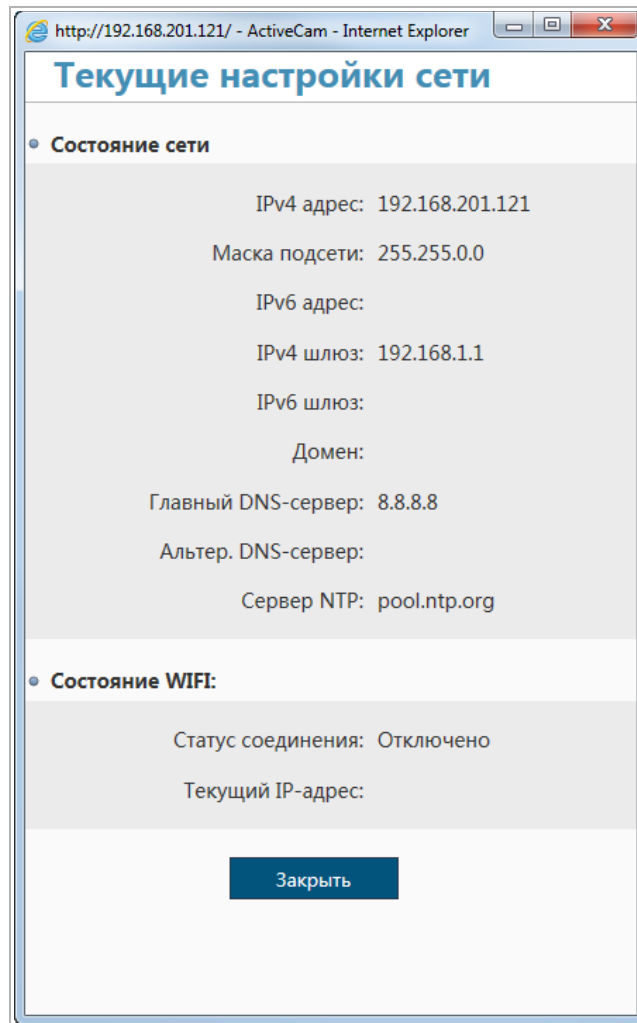 http://192.168.201.121/ - ActiveCam - Internet Explorer
Текущие настройки сети
Состояние сети
IPv4 адрес: 192.168.201.121
Маска подсети: 255.255.0.0
IPv6 адрес:
IPv4 шлюз: 192.168.1.1
IPv6 шлюз:
Домен:
Главный DNS-сервер: 8.8.8.8
Альтер. DNS-сервер:
Сервер NTP: pool.ntp.org
Состояние WIFI:
Статус соединения: Отключено
Текущий IP-адрес:
Закрыть